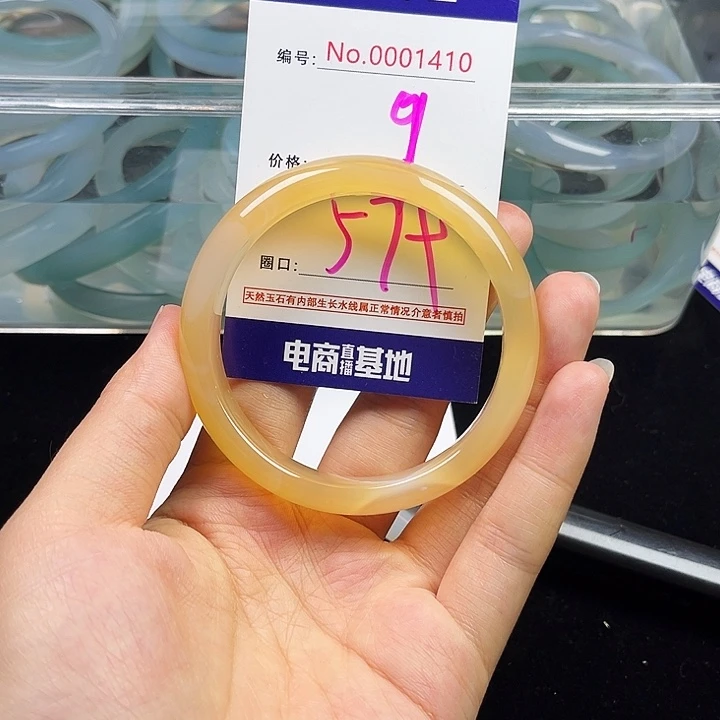 编号: No.0001410
9
价格:
圈口: 57+
天然玉石有内部生长水线属正常情况介意者慎拍
电商直播基地